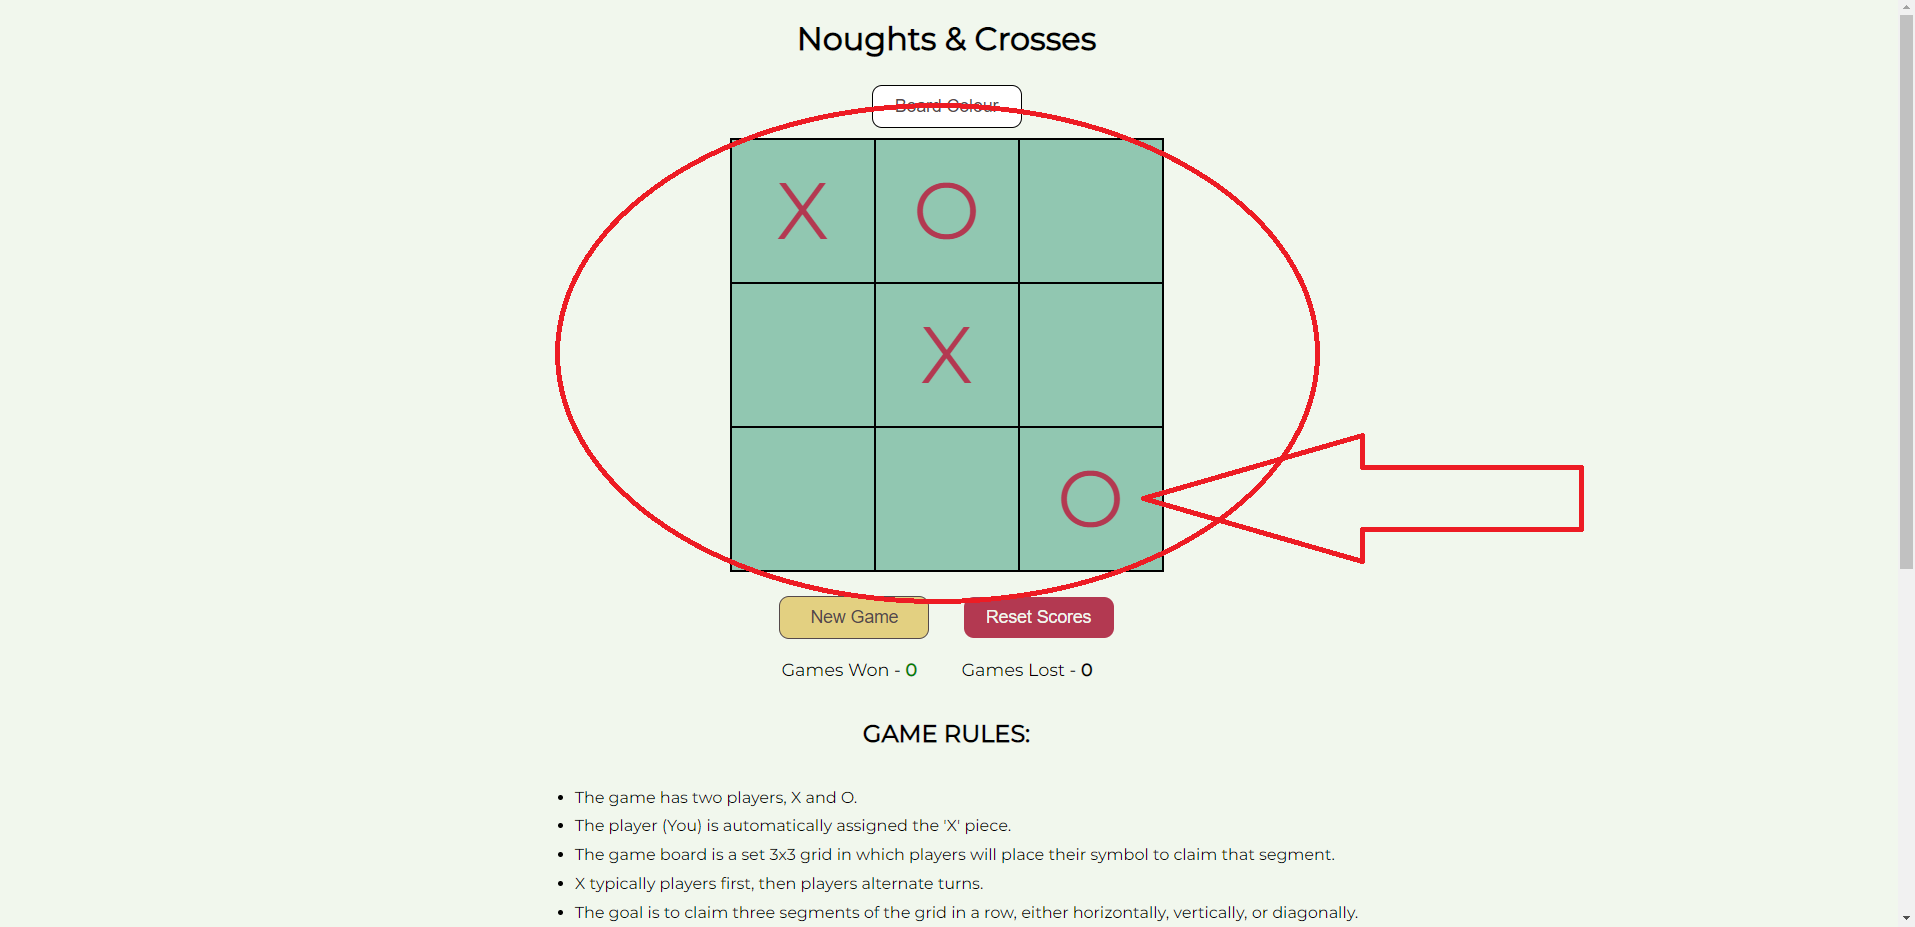 Noughts & Crosses
Board Colour
X O
X
O
New Game Reset Scores
Games Won - 0 Games Lost - 0
GAME RULES:
• The game has two players, X and O.
• The player (You) is automatically assigned the 'X' piece.
• The game board is a set 3x3 grid in which players will place their symbol to claim that segment.
• X typically players first, then players alternate turns.
• The goal is to claim three segments of the grid in a row, either horizontally, vertically, or diagonally.